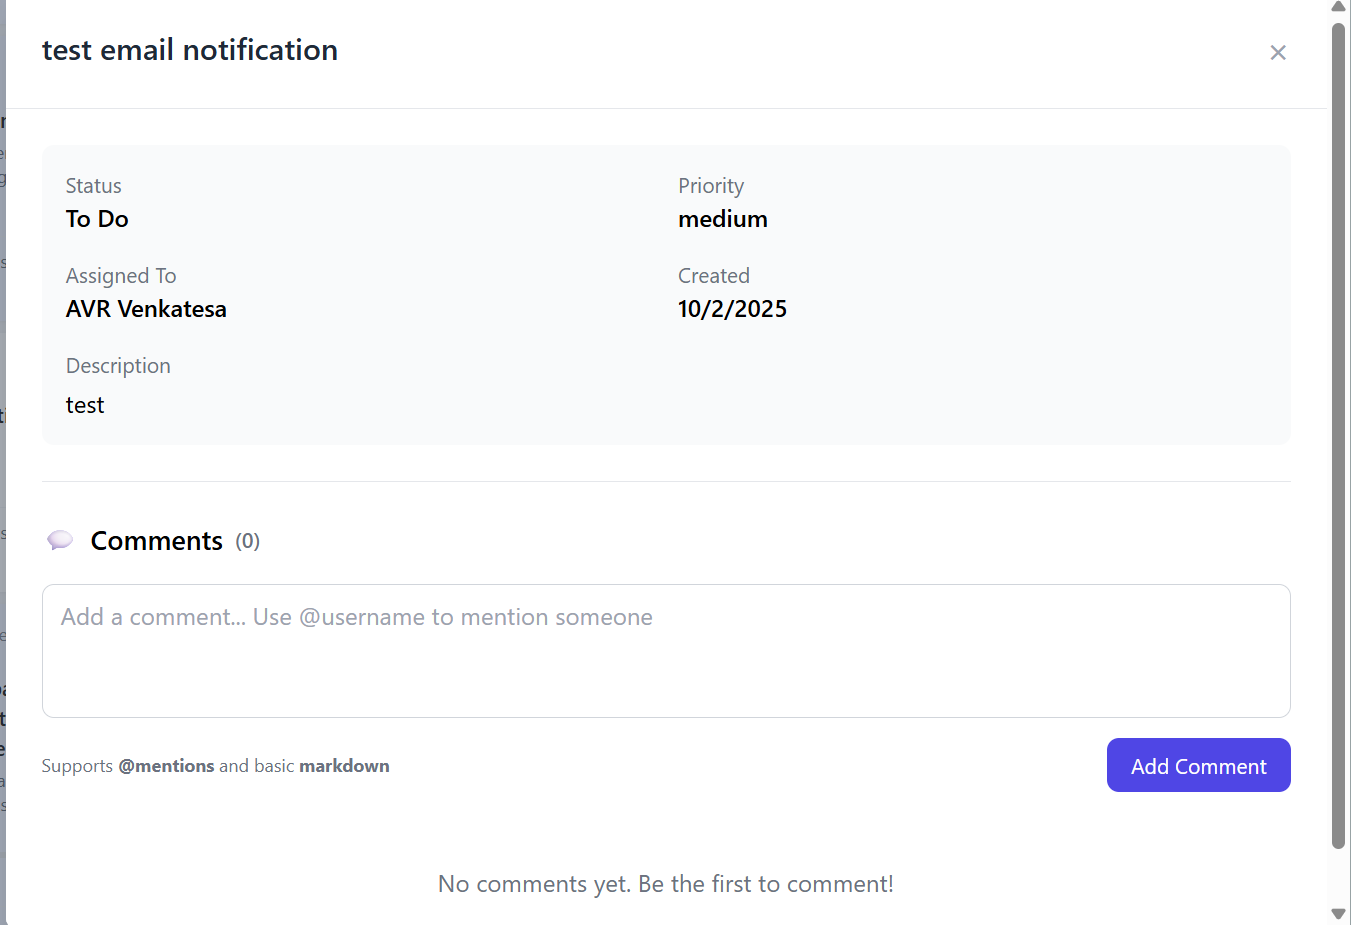 test email notification
Status
To Do
Priority
medium
Assigned To
AVR Venkatesa
Created
10/2/2025
Description
test
Comments (0)
Add a comment... Use @username to mention someone
Supports @mentions and basic markdown
Add Comment
No comments yet. Be the first to comment!